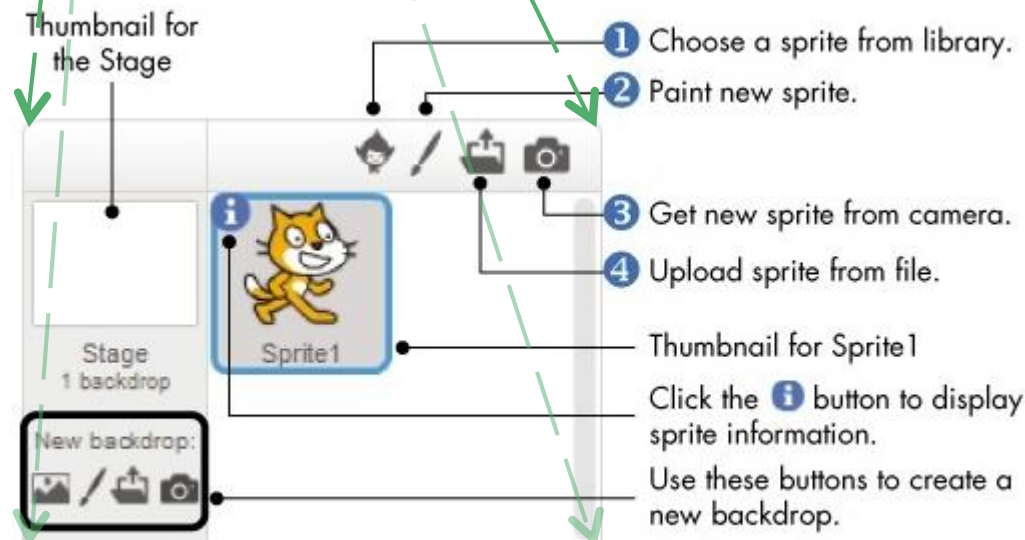 Thumbnail for
the Stage
1 Choose a sprite from library.
2 Paint new sprite.
3 Get new sprite from camera.
4 Upload sprite from file.
i
Sprite1
Stage
1 backdrop
New backdrop:
Thumbnail for Sprite1
Click the i button to display
sprite information.
Use these buttons to create a
new backdrop.